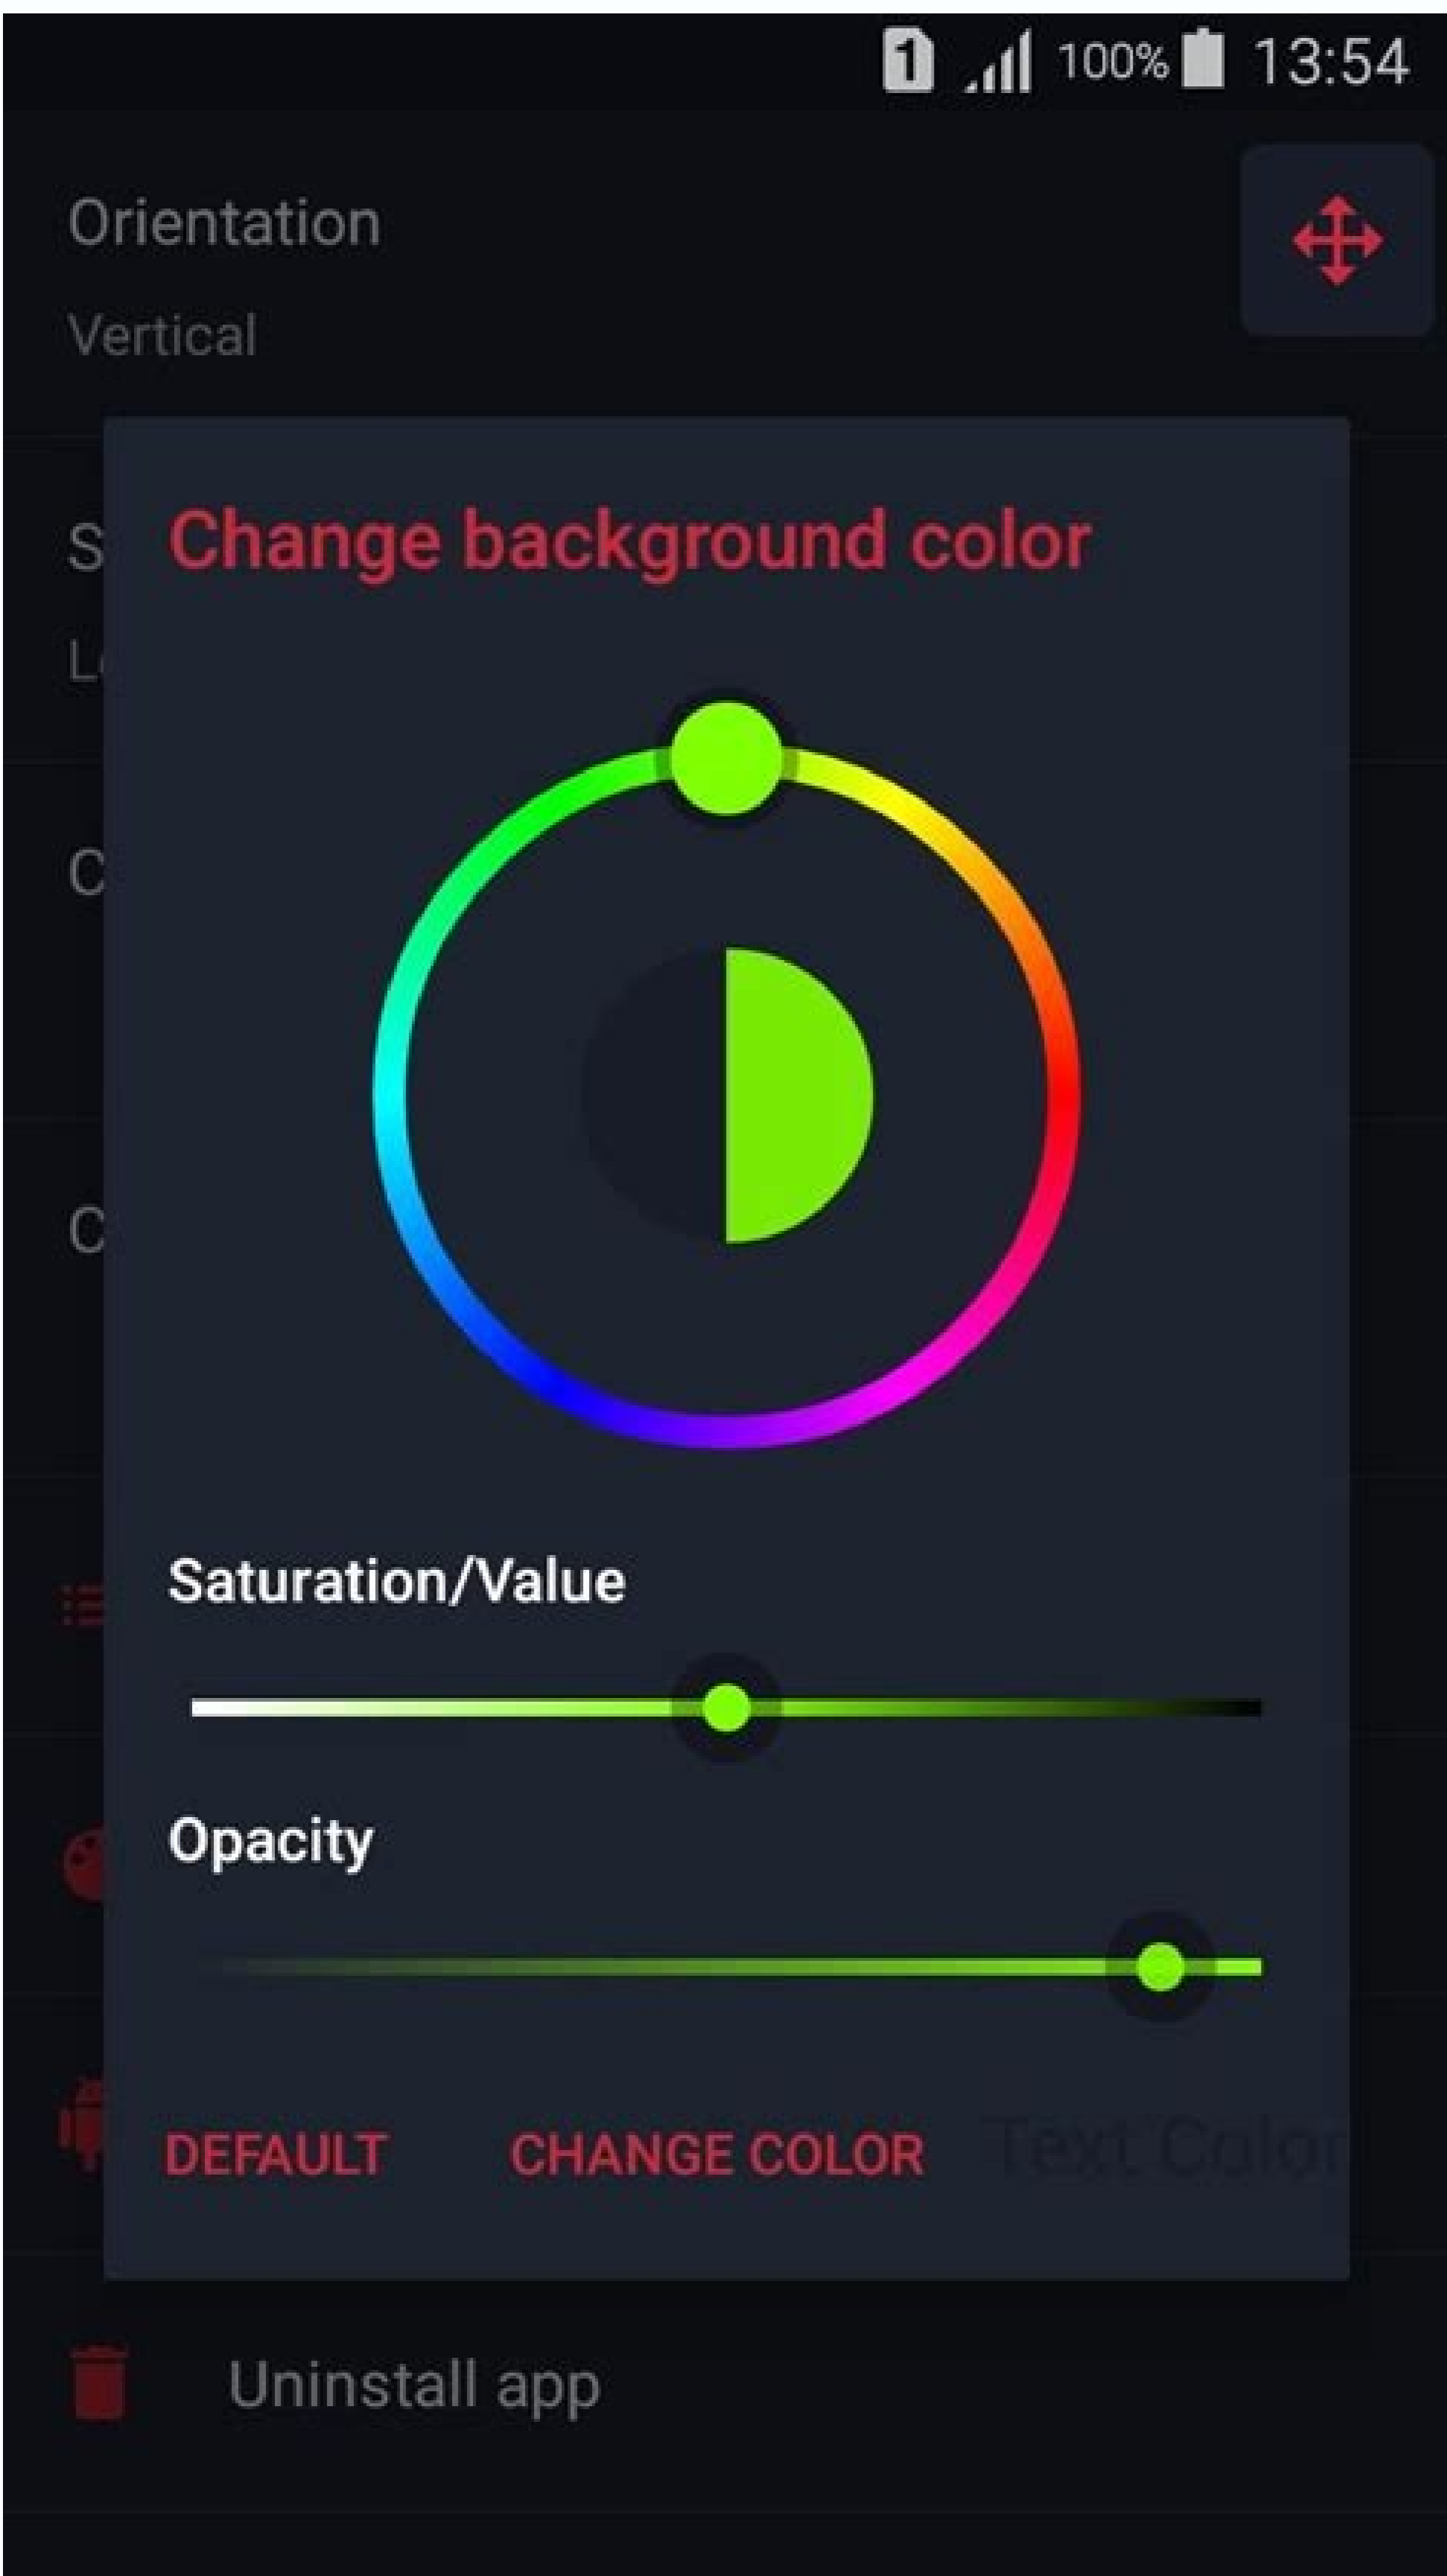 1 100% 13:54
Orientation
Vertical
Change background color
Saturation/Value
Opacity
DEFAULT CHANGE COLOR Text Color
Uninstall app